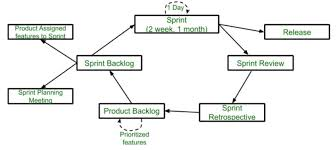 1 Day
Sprint
(2 week, 1 month)
Product Assigned
features to Sprint
Release
Sprint Backlog
Sprint Review
Sprint Planning
Meeting
Product Backlog
Sprint
Retrospective
Prioritized
features